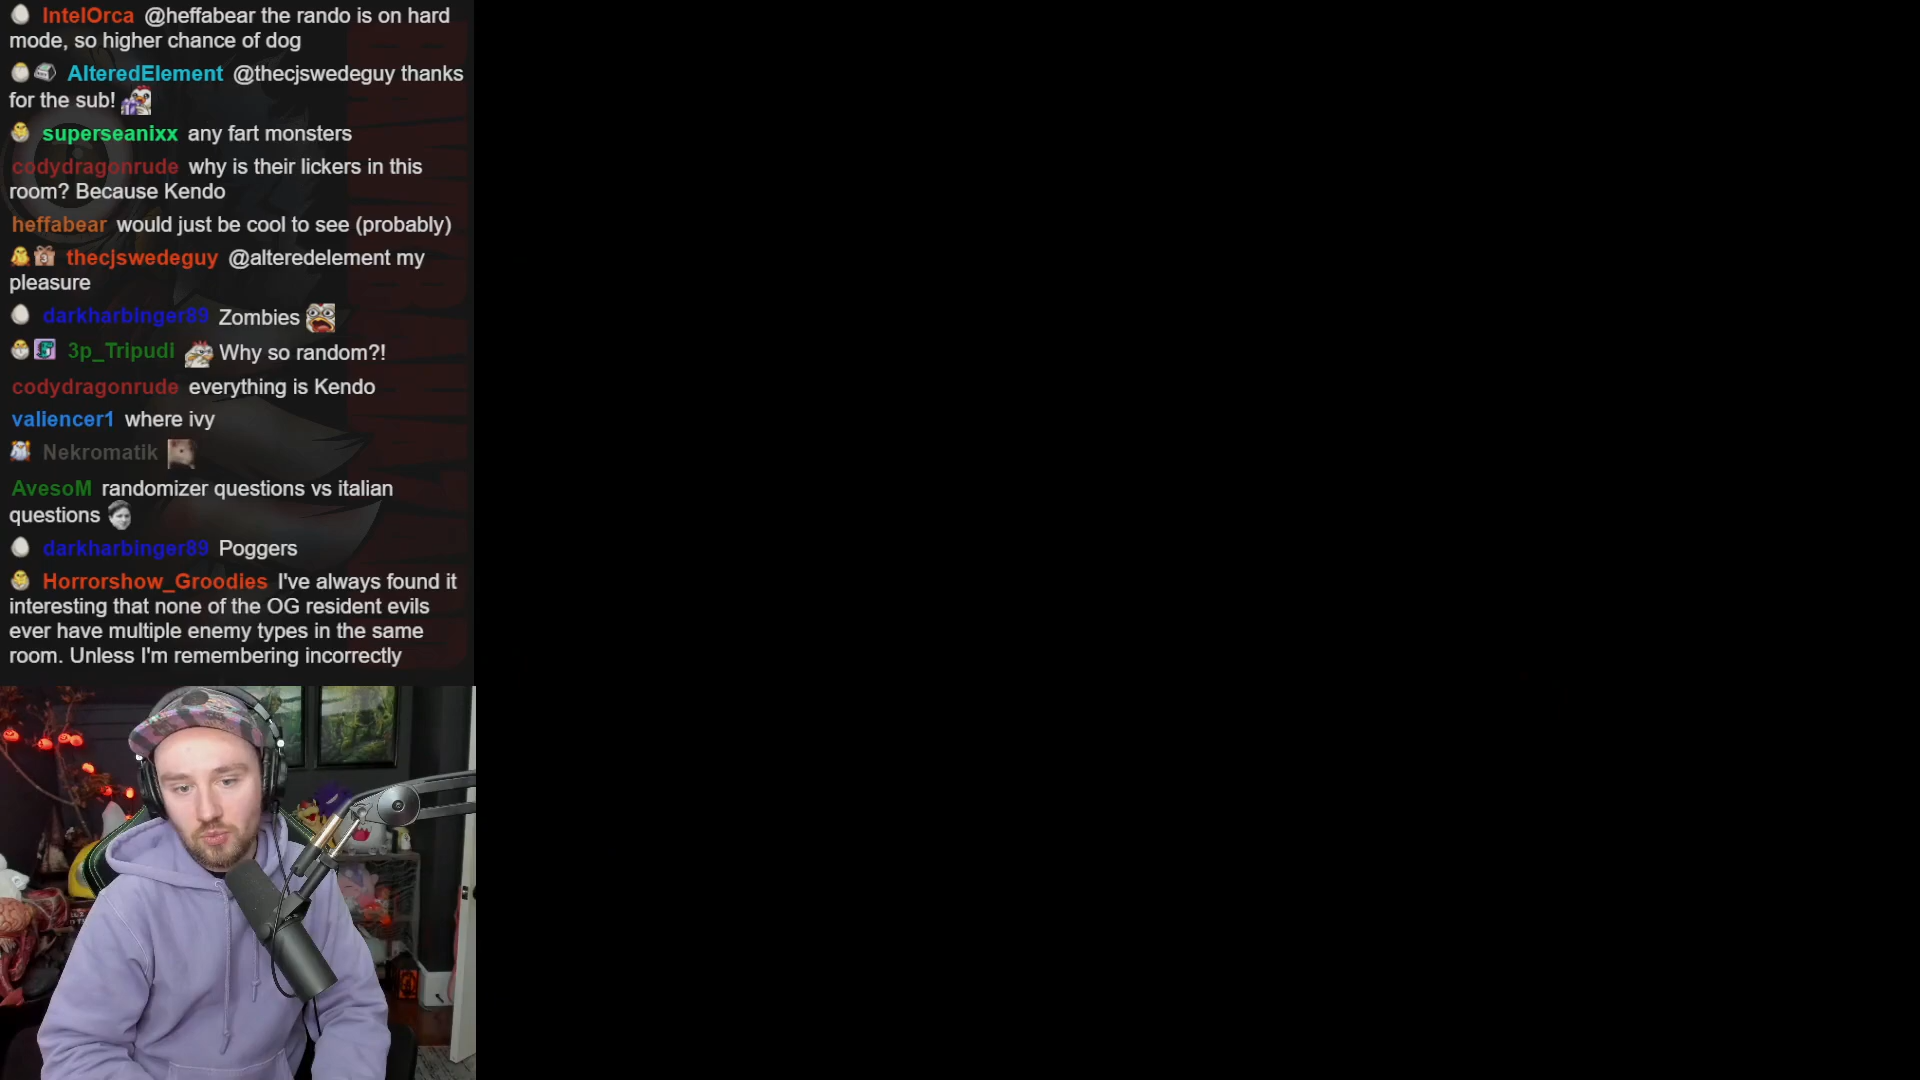 IntelOrca @heffabear the rando is on hard
mode, so higher chance of dog
AlteredElement @thecjswedeguy thanks
for the sub!
superseanixx any fart monsters
codydragonrude why is their lickers in this
room? Because Kendo
heffabear would just be cool to see (probably)
thecjswedeguy @alteredelement my
pleasure
darkharbinger89 Zombies
3p_Tripudi Why so random?!
codydragonrude everything is Kendo
valiencer1 where ivy
Nekromatik
AvesoM randomizer questions vs italian
questions
darkharbinger89 Poggers
Horrorshow_Groodies I've always found it
interesting that none of the OG resident evils
ever have multiple enemy types in the same
room. Unless I'm remembering incorrectly